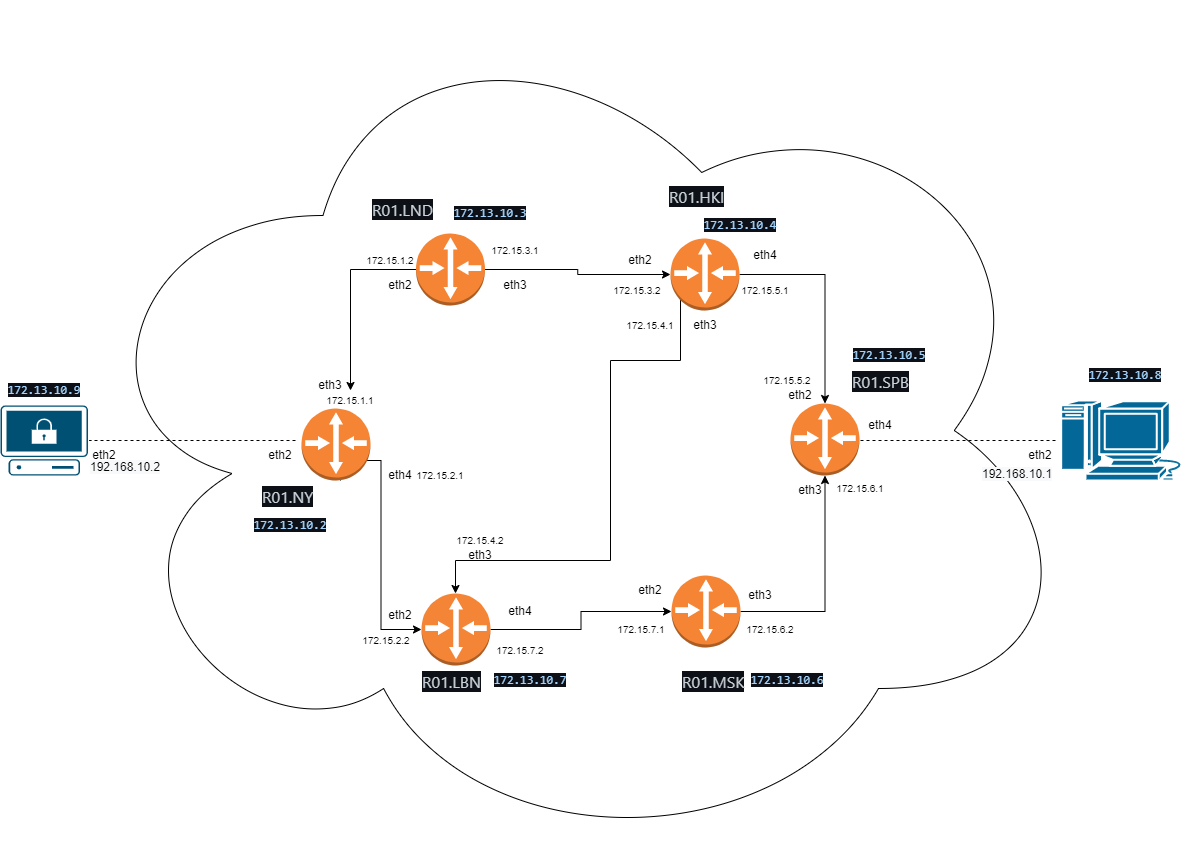 R01.HKI
172.13.10.4
R01.LND
172.13.10.3
172.15.3.1
172.15.1.2
eth2
eth3
eth2
172.15.3.2
eth4
172.15.5.1
172.15.4.1
eth3
172.13.10.5
R01.SPB
172.15.5.2
eth2
eth4
172.13.10.8
172.13.10.9
eth3
172.15.1.1
eth2
192.168.10.2
eth2
eth4
172.15.2.1
R01.NY
172.13.10.2
eth2
192.168.10.1
eth3
172.15.6.1
172.15.4.2
eth3
eth2
172.15.2.2
eth4
172.15.7.2
R01.LBN
172.13.10.7
eth2
172.15.7.1
eth3
172.15.6.2
R01.MSK
172.13.10.6